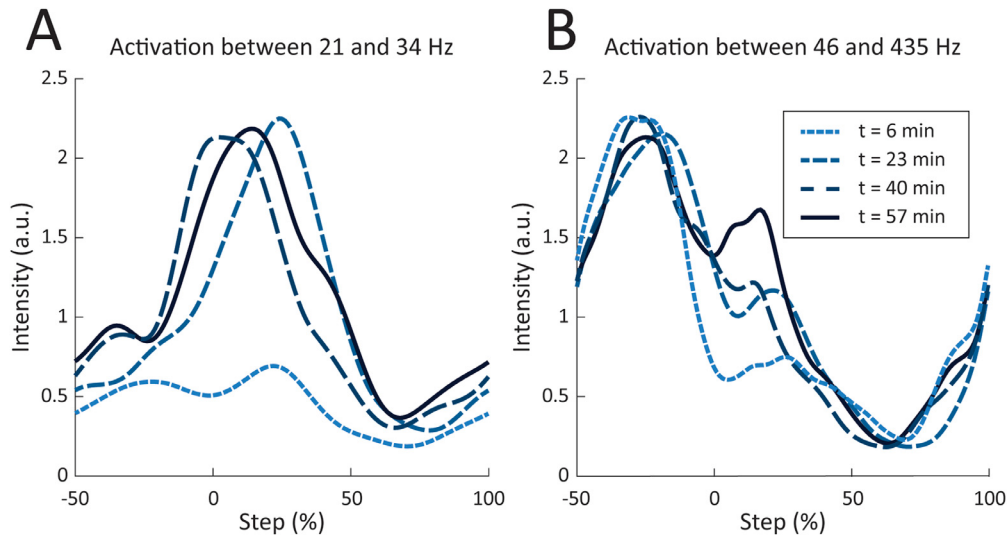 A
Activation between 21 and 34 Hz
2.5
2
1.5
1
0.5
0
Intensity (a.u.)
-50
0
50
100
Step (%)
B
Activation between 46 and 435 Hz
2.5
2
1.5
1
0.5
0
Intensity (a.u.)
-50
0
50
100
Step (%)
t = 6 min
t = 23 min
t = 40 min
t = 57 min